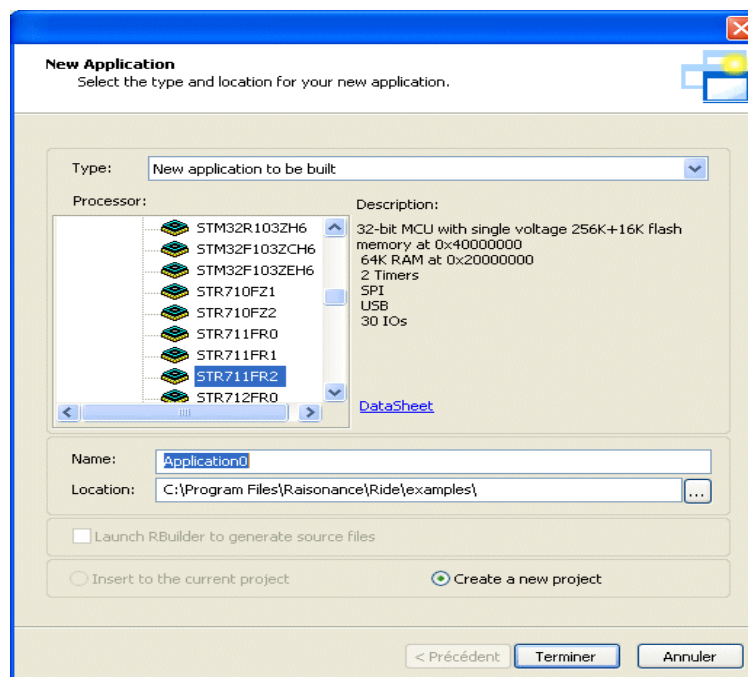 New Application
Select the type and location for your new application.
Type:
New application to be built
Processor:
STM32R103ZH6
STM32F103ZCH6
STM32F103ZEH6
STR710FZ1
STR710FZ2
STR711FR0
STR711FR1
STR711FR2
STR712FR0
Description:
32-bit MCU with single voltage 256K+16K flash
memory at 0x40000000
64K RAM at 0x20000000
2 Timers
SPI
USB
30 IOs
DataSheet
Name:
Application0
Location:
C:\Program Files\Raisonance\Ride\examples\
...
Launch RBuilder to generate source files
Insert to the current project
Create a new project
< Précédent
Terminer
Annuler